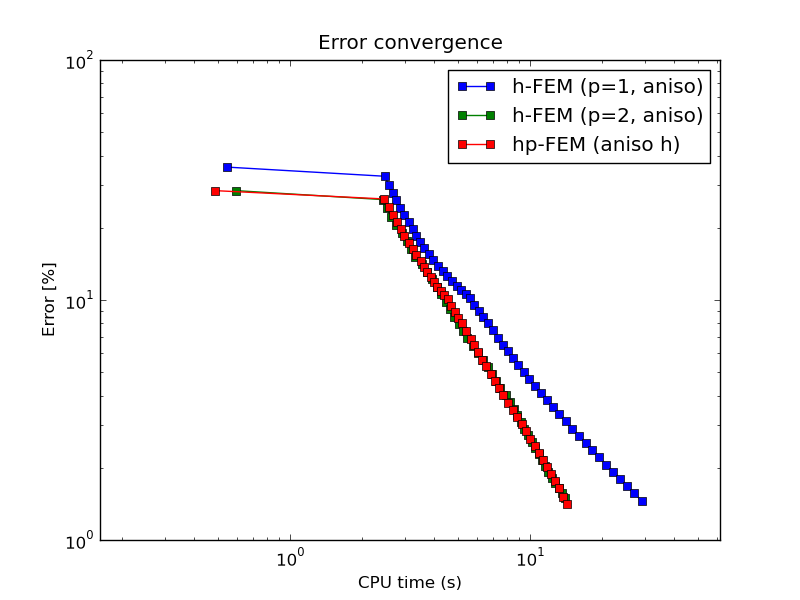 Error convergence
10²
h-FEM (p=1, aniso)
h-FEM (p=2, aniso)
hp-FEM (aniso h)
Error [%]
10¹
10⁰
10⁰
10¹
CPU time (s)